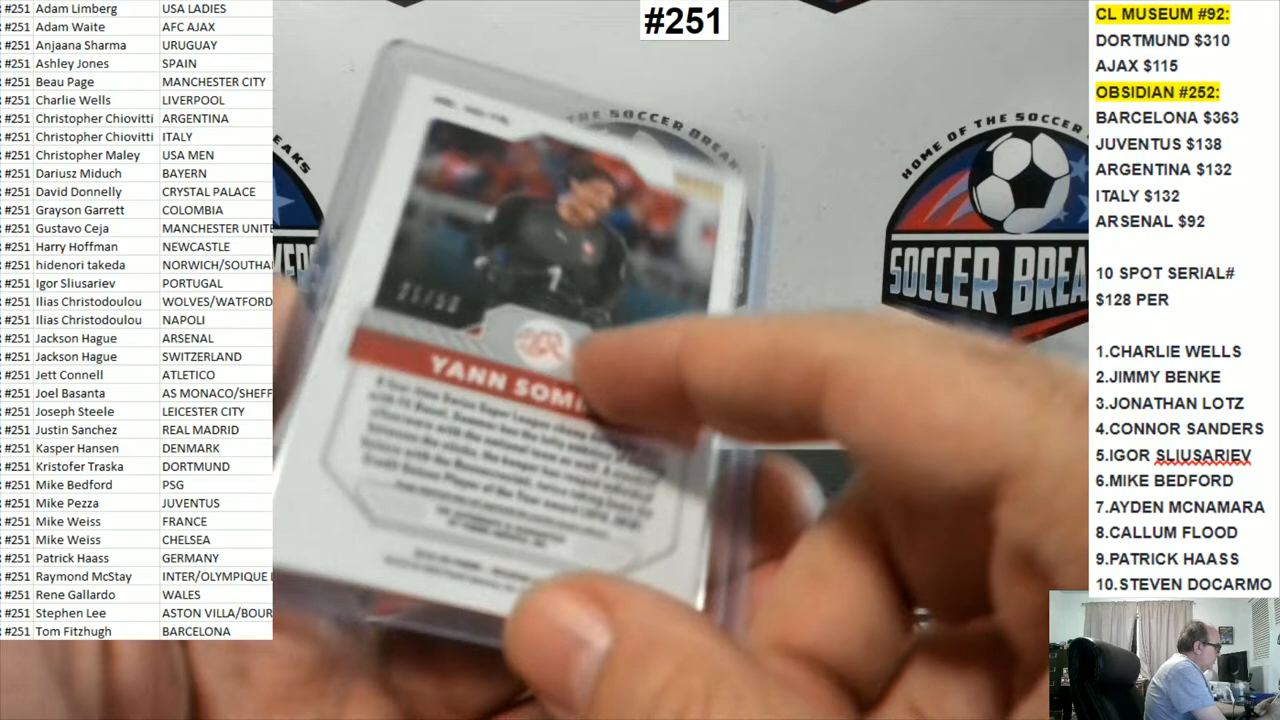 #251 Adam Limberg USA LADIES
#251 Adam Waite AFC AJAX
#251 Anjaana Sharma URUGUAY
#251 Ashley Jones SPAIN
#251 Beau Page MANCHESTER CITY
#251 Charlie Wells LIVERPOOL
#251 Christopher Chiovitti ARGENTINA
#251 Christopher Chiovitti ITALY
#251 Christopher Maley USA MEN
#251 Dariusz Miduch BAYERN
#251 David Donnelly CRYSTAL PALACE
#251 Grayson Garrett COLOMBIA
#251 Gustavo Ceja MANCHESTER UNITE
#251 Harry Hoffman NEWCASTLE
#251 hidenori takeda NORWICH/SOUTHA
#251 Igor Sliusariev PORTUGAL
#251 Ilias Christodoulou WOLVES/WATFORD
#251 Ilias Christodoulou NAPOLI
#251 Jackson Hague ARSENAL
#251 Jackson Hague SWITZERLAND
#251 Jett Connell ATLETICO
#251 Joel Basanta AS MONACO/SHEFF
#251 Joseph Steele LEICESTER CITY
#251 Justin Sanchez REAL MADRID
#251 Kasper Hansen DENMARK
#251 Kristofer Traska DORTMUND
#251 Mike Bedford PSG
#251 Mike Pezza JUVENTUS
#251 Mike Weiss FRANCE
#251 Mike Weiss CHELSEA
#251 Patrick Haass GERMANY
#251 Raymond McStay INTER/OLYMPIQUE
#251 Rene Gallardo WALES
#251 Stephen Lee ASTON VILLA/BOUR
#251 Tom Fitzhugh BARCELONA
#251
THE SOCCER BREAK
HOME OF THE SOCCER
SOCCER BREA
YANN SOM
CL MUSEUM #92:
DORTMUND $310
AJAX $115
OBSIDIAN #252:
BARCELONA $363
JUVENTUS $138
ARGENTINA $132
ITALY $132
ARSENAL $92
10 SPOT SERIAL#
$128 PER
1.CHARLIE WELLS
2.JIMMY BENKE
3.JONATHAN LOTZ
4.CONNOR SANDERS
5.IGOR SLIUSARIEV
6.MIKE BEDFORD
7.AYDEN MCNAMARA
8.CALLUM FLOOD
9.PATRICK HAASS
10.STEVEN DOCARMO